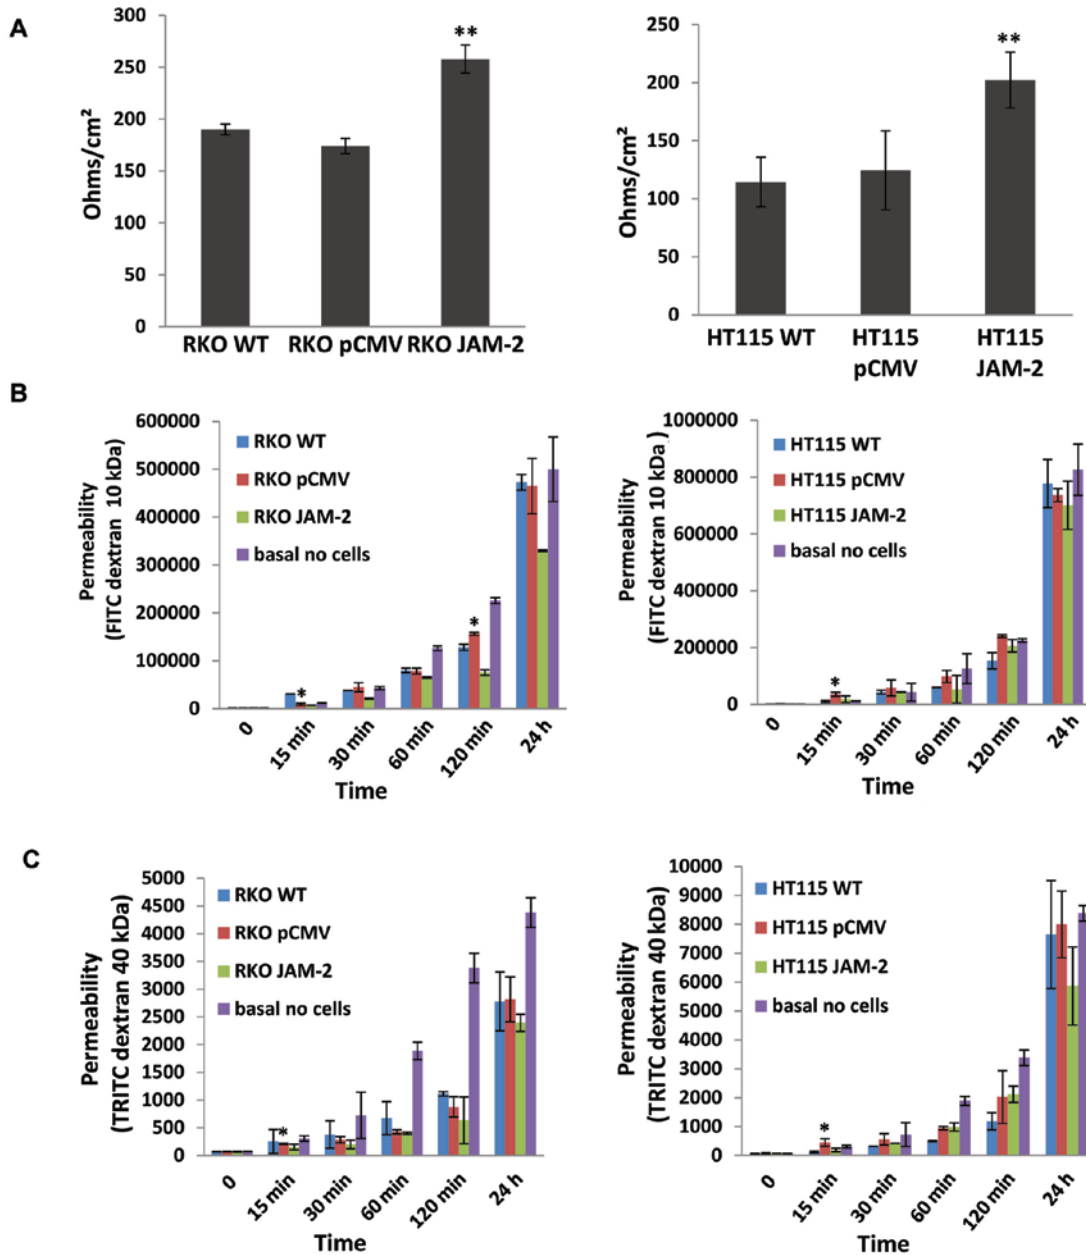 A
300
250
200
150
100
50
0
Ohms/cm²
**
RKO WT RKO pCMV RKO JAM-2
250
200
150
100
50
0
Ohms/cm²
**
HT115 WT HT115 HT115
pCMV JAM-2
B
600000
500000
400000
300000
200000
100000
0
Permeability
(FITC dextran 10 kDa)
RKO WT
RKO pCMV
RKO JAM-2
basal no cells
*
*
0 15 min 30 min 60 min 120 min 24 h
Time
1000000
800000
600000
400000
200000
0
Permeability
(FITC dextran 10 kDa )
HT115 WT
HT115 pCMV
HT115 JAM-2
basal no cells
*
0 15 min 30 min 60 min 120 min 24 h
Time
C
5000
4500
4000
3500
3000
2500
2000
1500
1000
500
0
Permeability
(TRITC dextran 40 kDa)
RKO WT
RKO pCMV
RKO JAM-2
basal no cells
*
0 15 min 30 min 60 min 120 min 24 h
Time
10000
9000
8000
7000
6000
5000
4000
3000
2000
1000
0
Permeability
(TRITC dextran 40 kDa)
HT115 WT
HT115 pCMV
HT115 JAM-2
basal no cells
*
0 15 min 30 min 60 min 120 min 24 h
Time